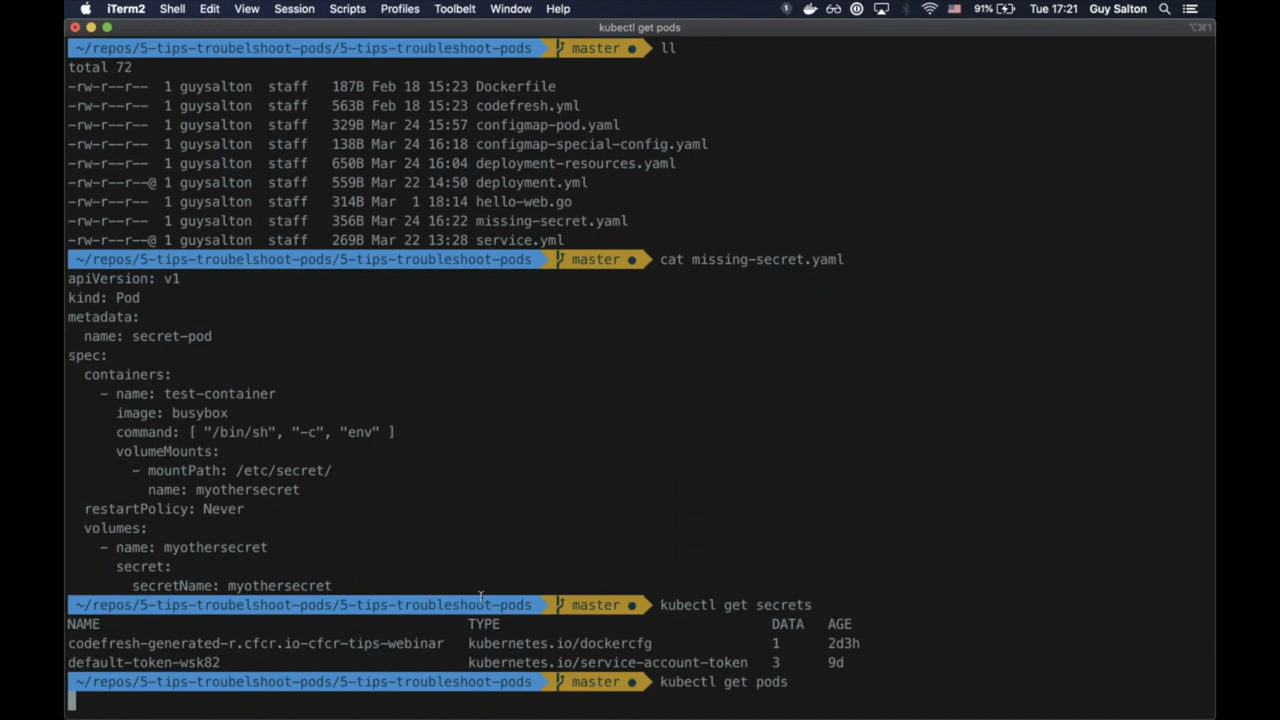 iTerm2 Shell Edit View Session Scripts Profiles Toolbelt Window Help 91% Tue 17:21 Guy Salton
kubectl get pods ⌥⌘1
~/repos/5-tips-troubelshoot-pods/5-tips-troubleshoot-pods master ● ll
total 72
-rw-r--r-- 1 guysalton staff 187B Feb 18 15:23 Dockerfile
-rw-r--r-- 1 guysalton staff 563B Feb 18 15:23 codefresh.yml
-rw-r--r-- 1 guysalton staff 329B Mar 24 15:57 configmap-pod.yaml
-rw-r--r-- 1 guysalton staff 138B Mar 24 16:18 configmap-special-config.yaml
-rw-r--r-- 1 guysalton staff 650B Mar 24 16:04 deployment-resources.yaml
-rw-r--r--@ 1 guysalton staff 559B Mar 22 14:50 deployment.yml
-rw-r--r-- 1 guysalton staff 314B Mar 1 18:14 hello-web.go
-rw-r--r-- 1 guysalton staff 356B Mar 24 16:22 missing-secret.yaml
-rw-r--r--@ 1 guysalton staff 269B Mar 22 13:28 service.yml
~/repos/5-tips-troubelshoot-pods/5-tips-troubleshoot-pods master ● cat missing-secret.yaml
apiVersion: v1
kind: Pod
metadata:
  name: secret-pod
spec:
  containers:
    - name: test-container
      image: busybox
      command: [ "/bin/sh", "-c", "env" ]
      volumeMounts:
        - mountPath: /etc/secret/
          name: myothersecret
  restartPolicy: Never
  volumes:
    - name: myothersecret
      secret:
        secretName: myothersecret
~/repos/5-tips-troubelshoot-pods/5-tips-troubleshoot-pods master ● kubectl get secrets
NAME TYPE DATA AGE
codefresh-generated-r.cfcr.io-cfcr-tips-webinar kubernetes.io/dockercfg 1 2d3h
default-token-wsk82 kubernetes.io/service-account-token 3 9d
~/repos/5-tips-troubelshoot-pods/5-tips-troubleshoot-pods master ● kubectl get pods